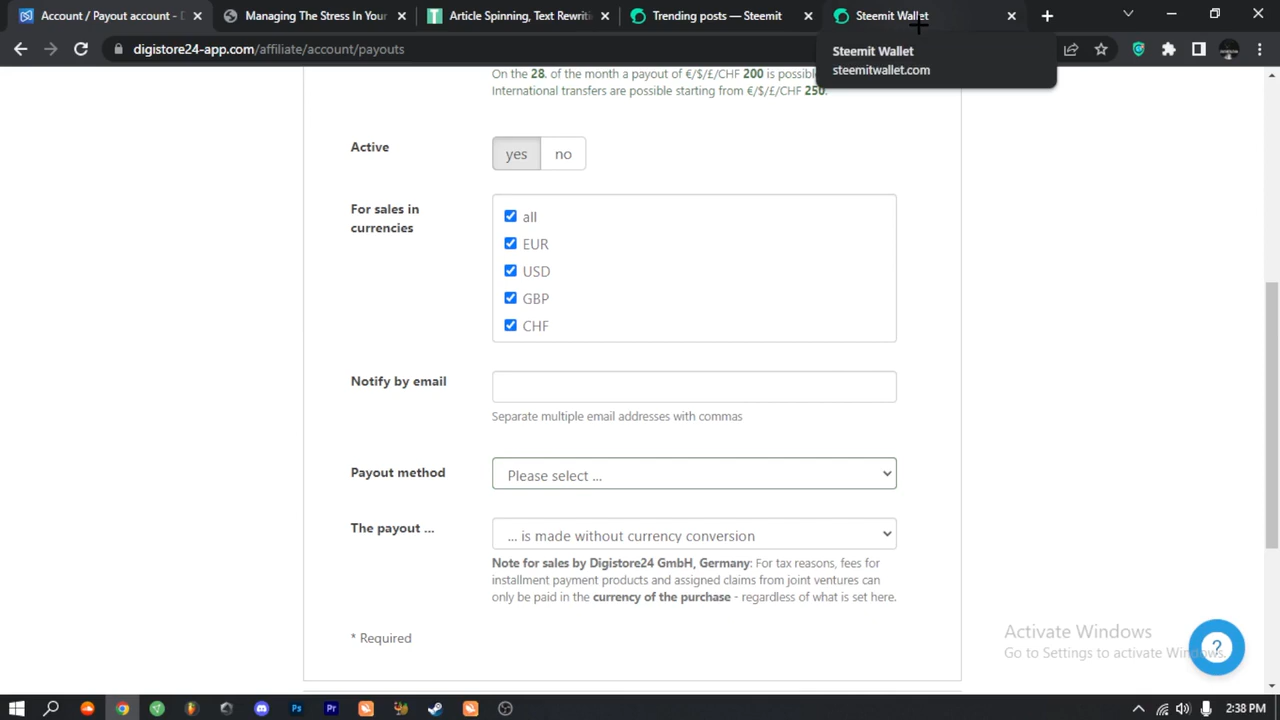 Account / Payout account - D
Managing The Stress In Your
Article Spinning, Text Rewriti
Trending posts — Steemit
Steemit Wallet
digistore24-app.com/affiliate/account/payouts
Steemit Wallet
steemitwallet.com
On the 28. of the month a payout of €/$/£/CHF 200 is possib
International transfers are possible starting from €/$/£/CHF 250.
Active
yes
no
For sales in
currencies
all
EUR
USD
GBP
CHF
Notify by email
Separate multiple email addresses with commas
Payout method
Please select ...
The payout ...
... is made without currency conversion
Note for sales by Digistore24 GmbH, Germany: For tax reasons, fees for
installment payment products and assigned claims from joint ventures can
only be paid in the currency of the purchase - regardless of what is set here.
* Required
Activate Windows
Go to Settings to activate Windows.
?
Ps
Pr
2:38 PM